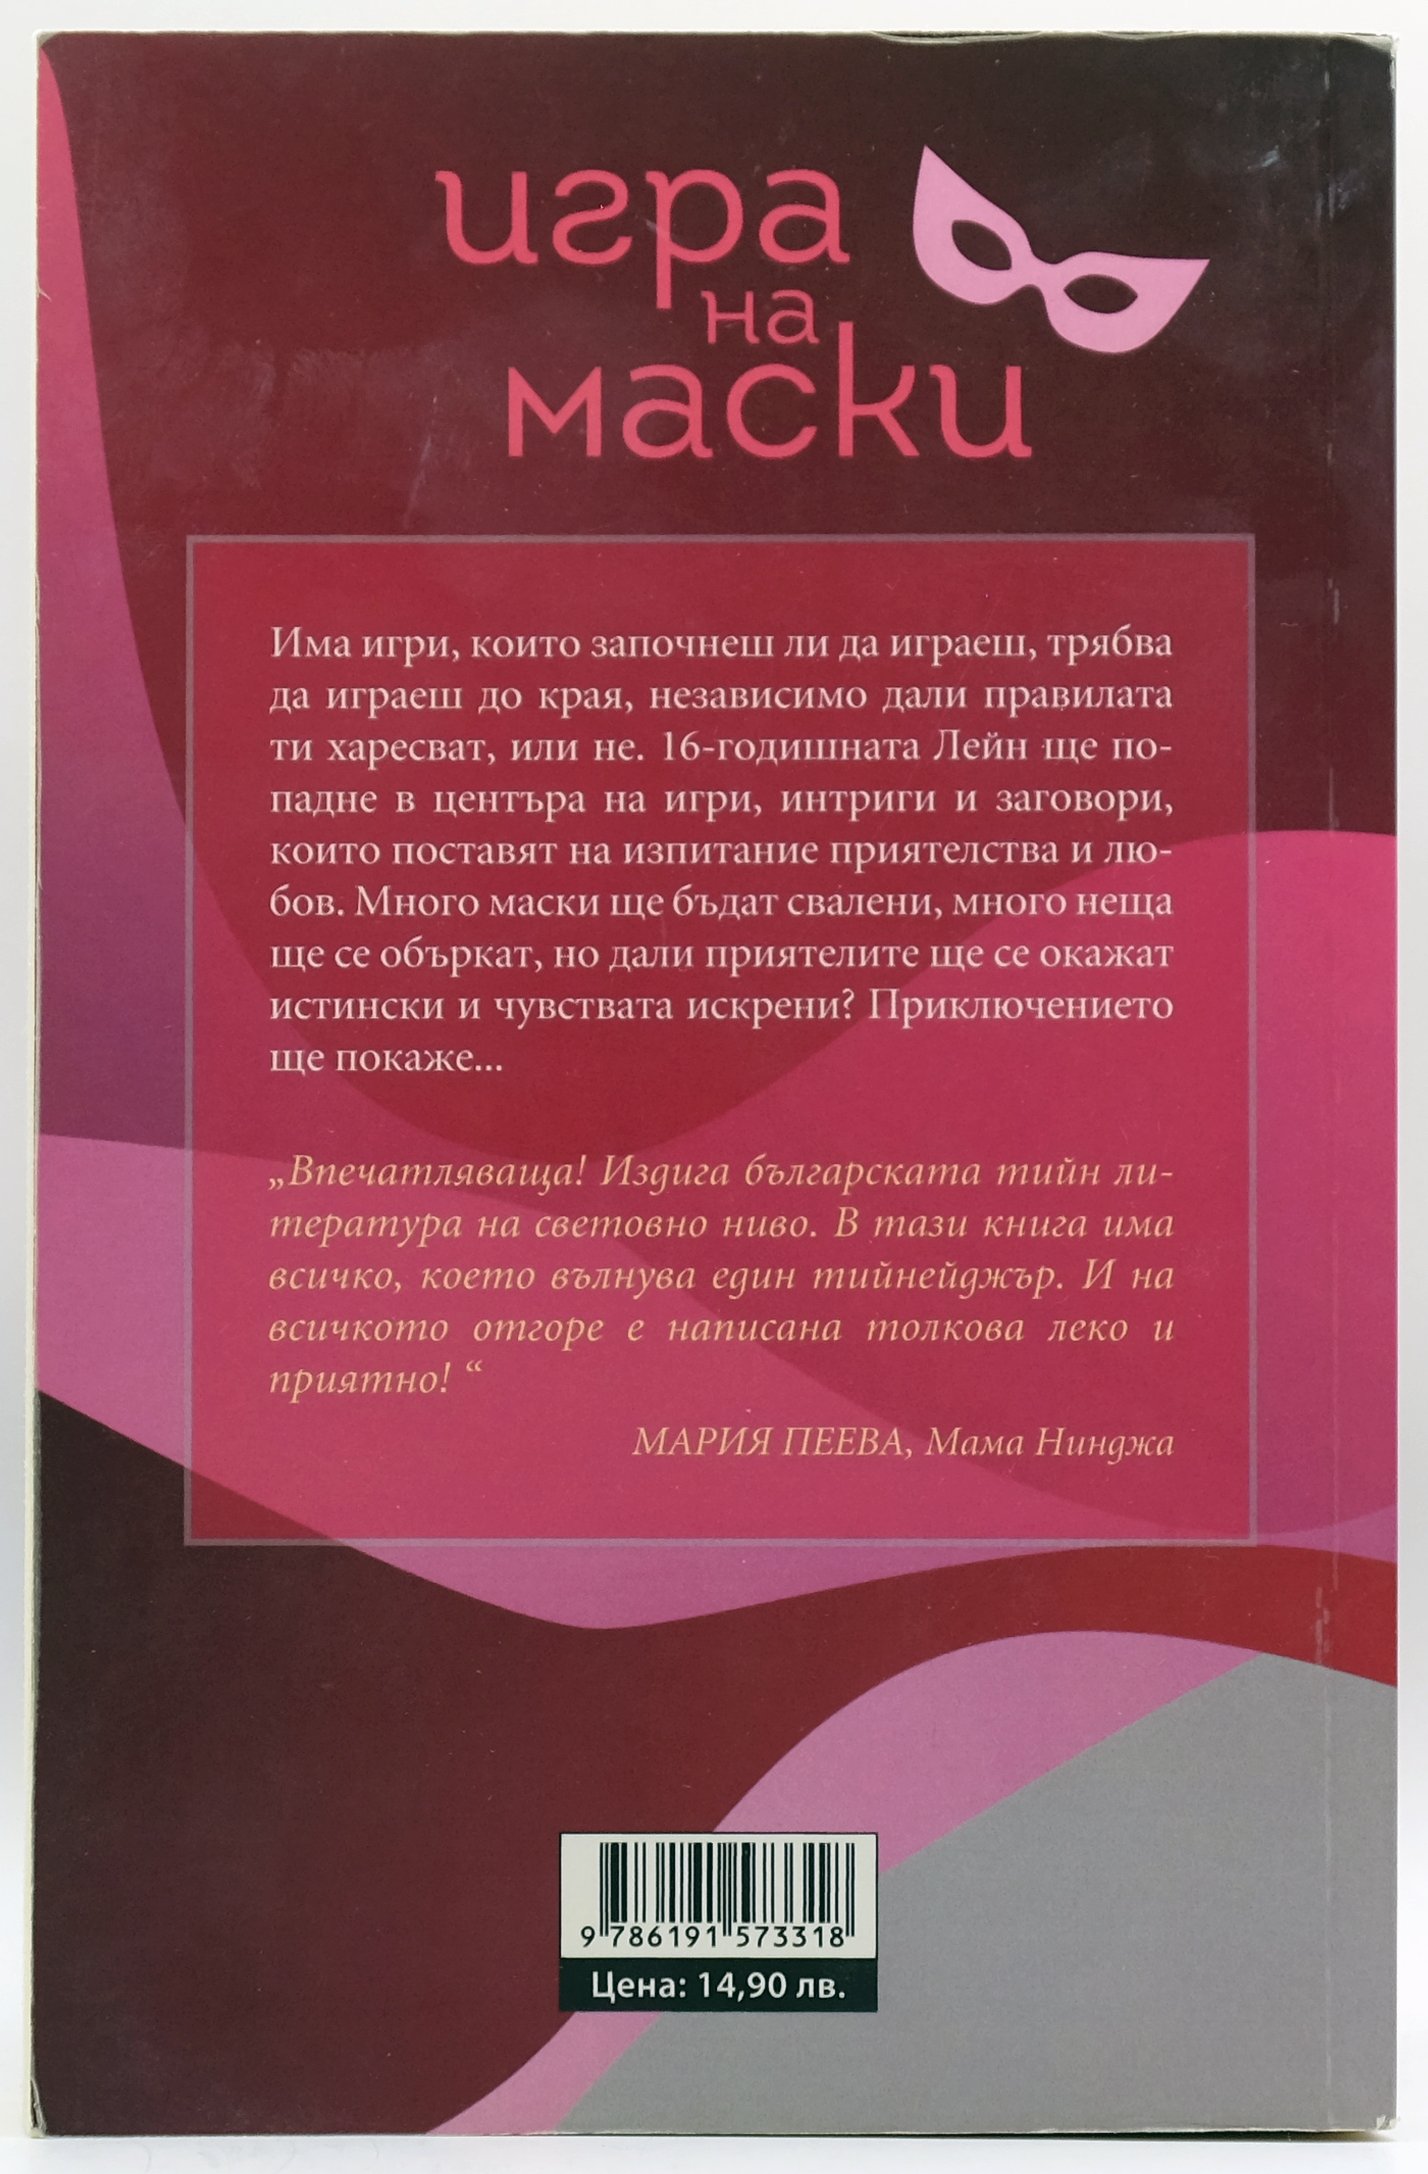 игра
на
маски
Има игри, които започнеш ли да играеш, трябва
да играеш до края, независимо дали правилата
ти харесват, или не. 16-годишната Лейн ще по-
падне в центъра на игри, интриги и заговори,
които поставят на изпитание приятелства и лю-
бов. Много маски ще бъдат свалени, много неща
ще се объркат, но дали приятелите ще се окажат
истински и чувствата искрени? Приключението
ще покаже...
„Впечатляваща! Издига българската тийн ли-
тература на световно ниво. В тази книга има
всичко, което вълнува един тийнейджър. И на
всичкото отгоре е написана толкова леко и
приятно! “
МАРИЯ ПЕЕВА, Мама Нинджа
9 786191 573318
Цена: 14,90 лв.